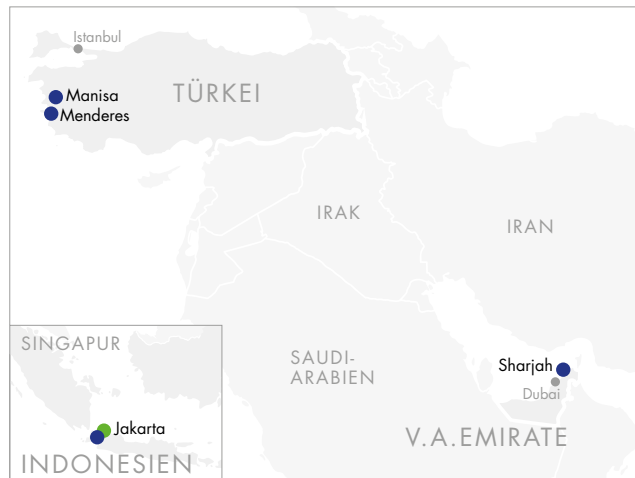 Istanbul
Manisa
Menderes
TÜRKEI
IRAK
IRAN
SAUDI-
ARABIEN
Sharjah
Dubai
V.A.EMIRATE
SINGAPUR
Jakarta
INDONESIEN